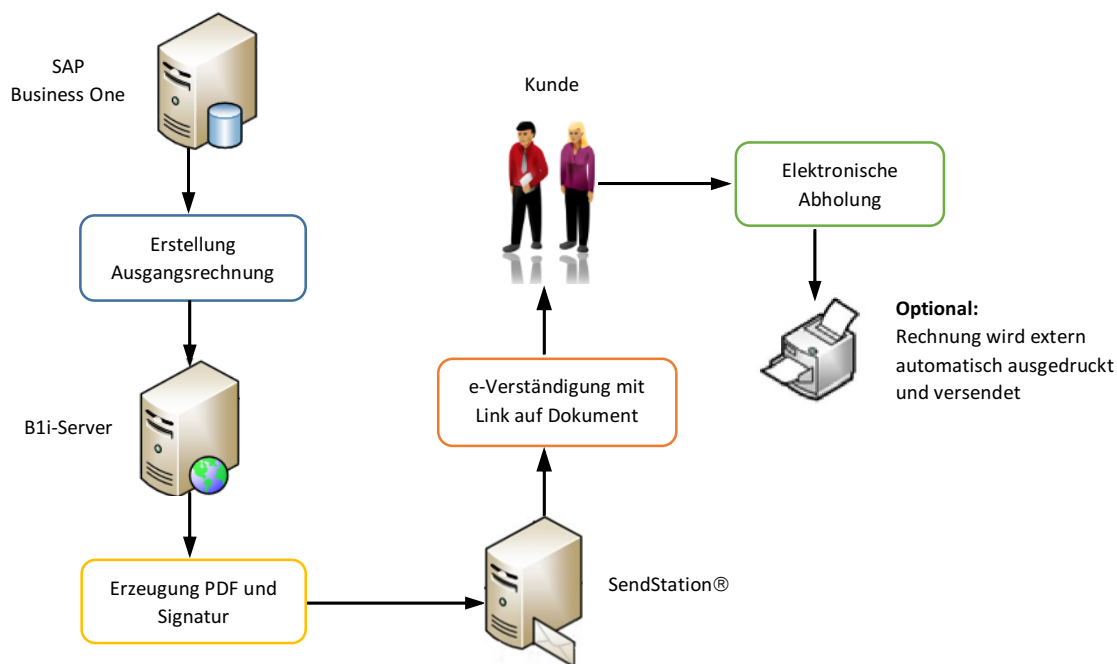 SAP
Business One
Erstellung
Ausgangsrechnung
B1i-Server
Erzeugung PDF und
Signatur
SendStation®
e-Verständigung mit
Link auf Dokument
Kunde
Elektronische
Abholung
Optional:
Rechnung wird extern
automatisch ausgedruckt
und versendet